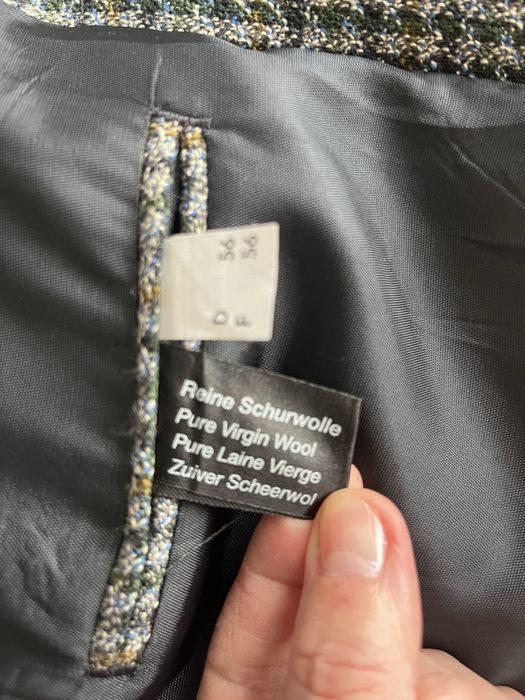 D 56
F 56
Reine Schurwolle
Pure Virgin Wool
Pure Laine Vierge
Zuiver Scheerwol